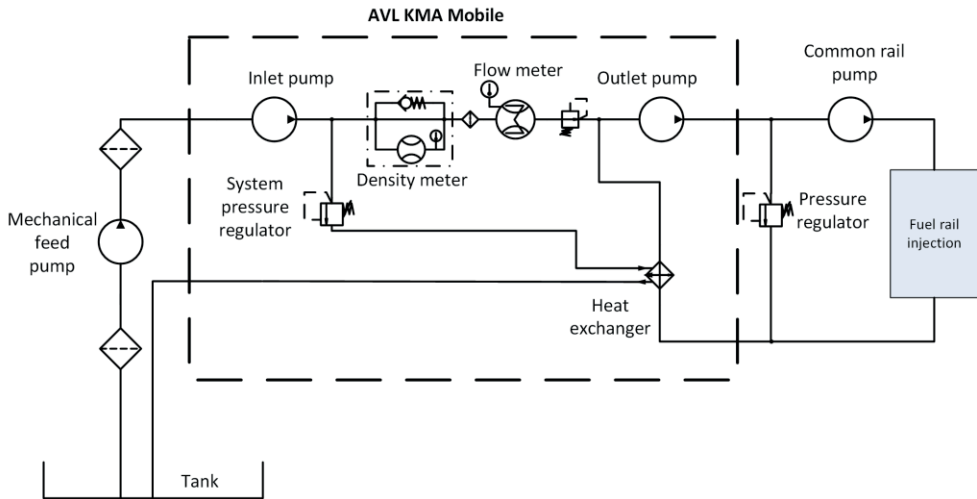 AVL KMA Mobile
Inlet pump
Flow meter
Outlet pump
Common rail
pump
Density meter
System
pressure
regulator
Mechanical
feed
pump
Pressure
regulator
Fuel rail
injection
Heat
exchanger
Tank